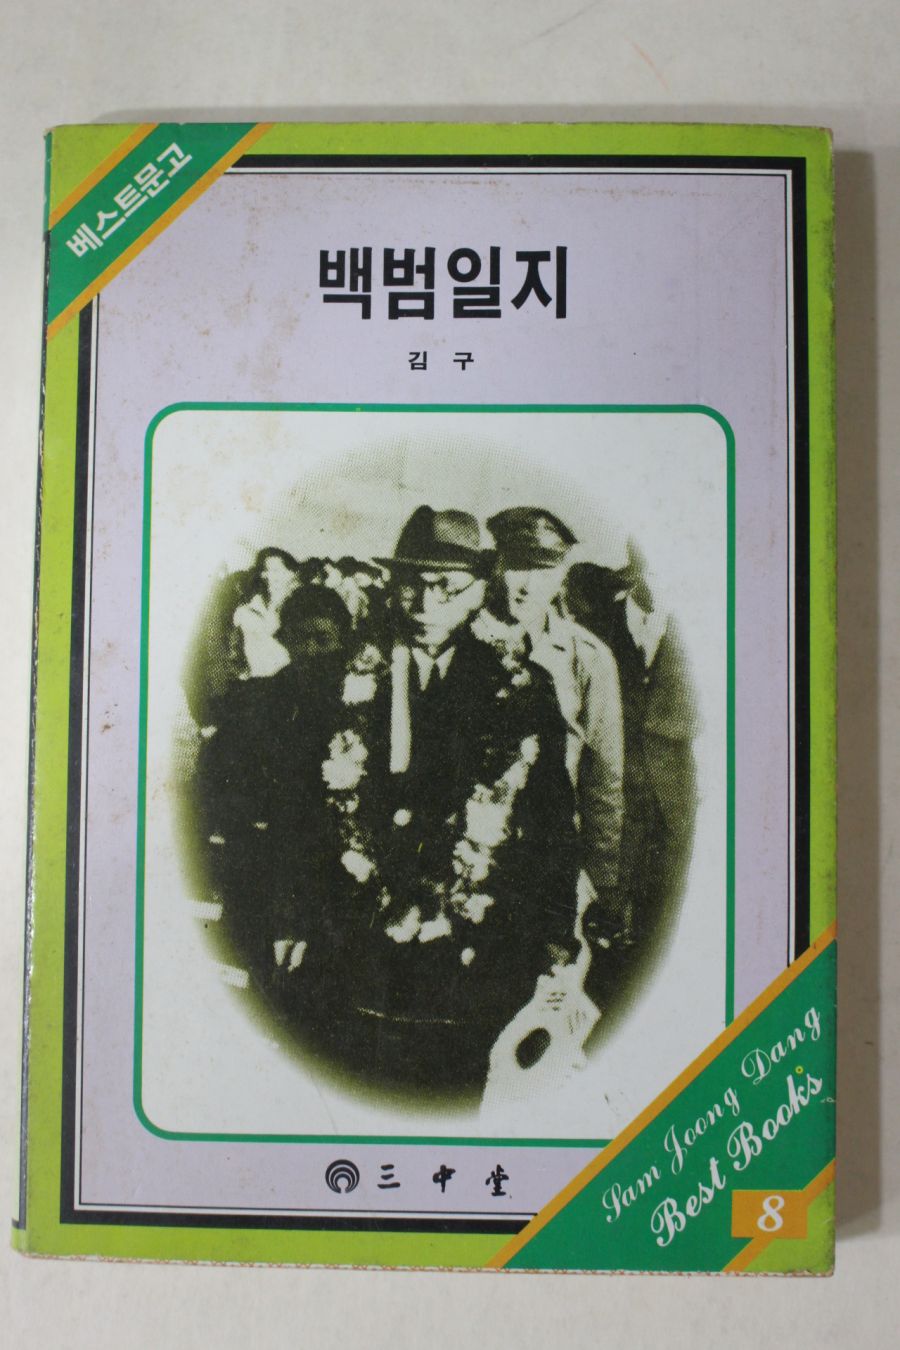 베스트문고
백범일지
김 구
三 中 堂
Sam Joong Dang
Best Books
8